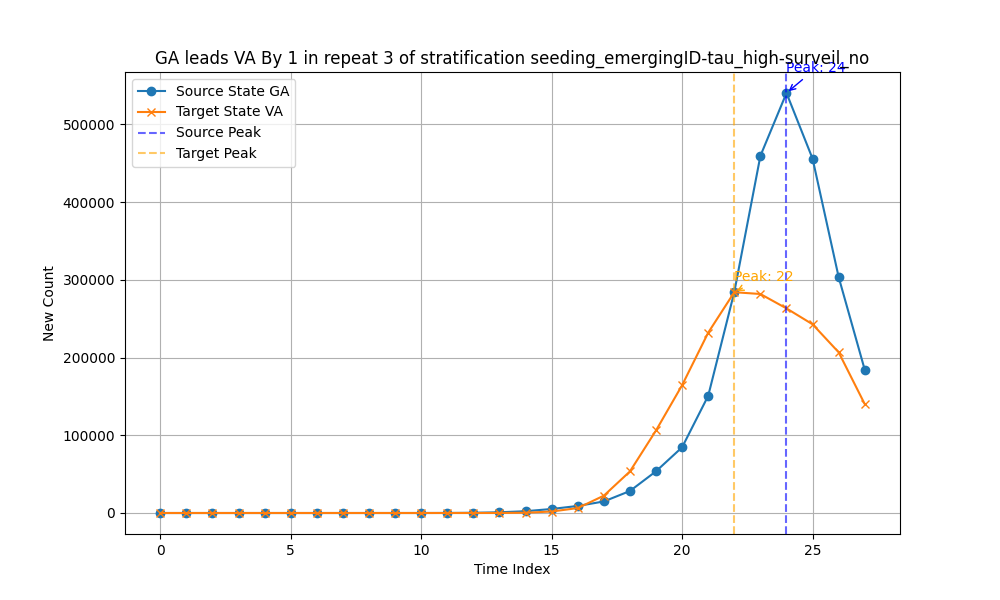 GA leads VA By 1 in repeat 3 of stratification seeding_emergingID-tau_high-surveil_no
Peak: 24
Source State GA
Target State VA
Source Peak
Target Peak
Peak: 22
500000
400000
300000
200000
100000
0
New Count
0 5 10 15 20 25
Time Index